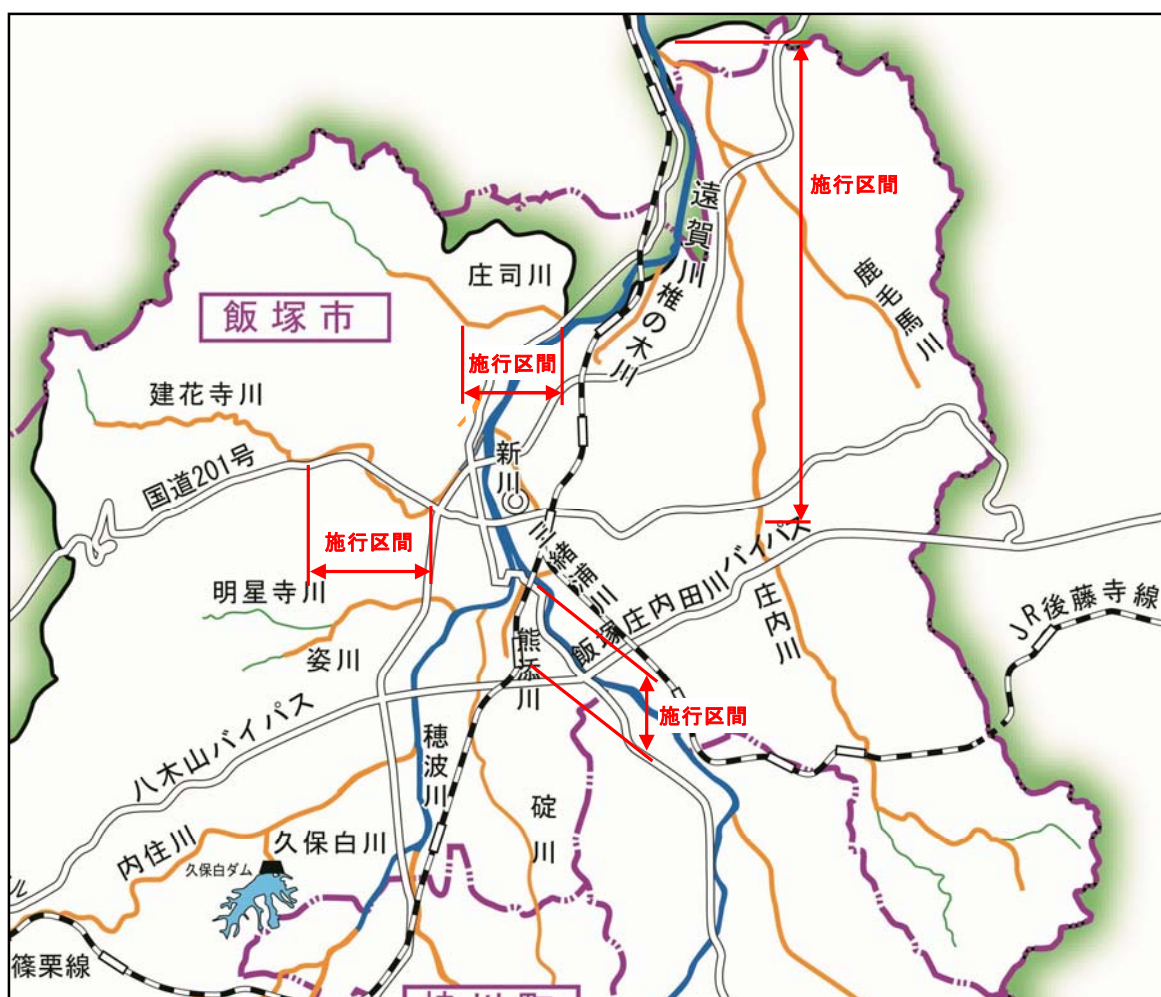 施行区間
遠賀川
庄司川
鹿毛馬川
飯塚市
椎の木川
施行区間
建花寺川
新川
国道201号
施行区間
三緒浦川
飯塚庄内田川バイパス
明星寺川
庄内川
JR後藤寺線
姿川
熊添川
施行区間
八木山バイパス
穂波川
碇川
内住川
久保白川
久保白ダム
篠栗線